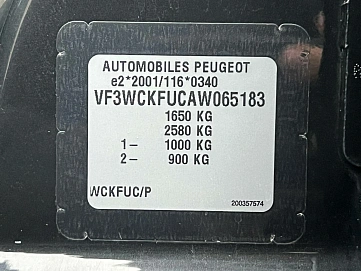 AUTOMOBILES PEUGEOT
e2*2001/116*0340
VF3WCKFUCAW065183
1650 KG
2580 KG
1- 1000 KG
2- 900 KG
WCKFUC/P
200357574